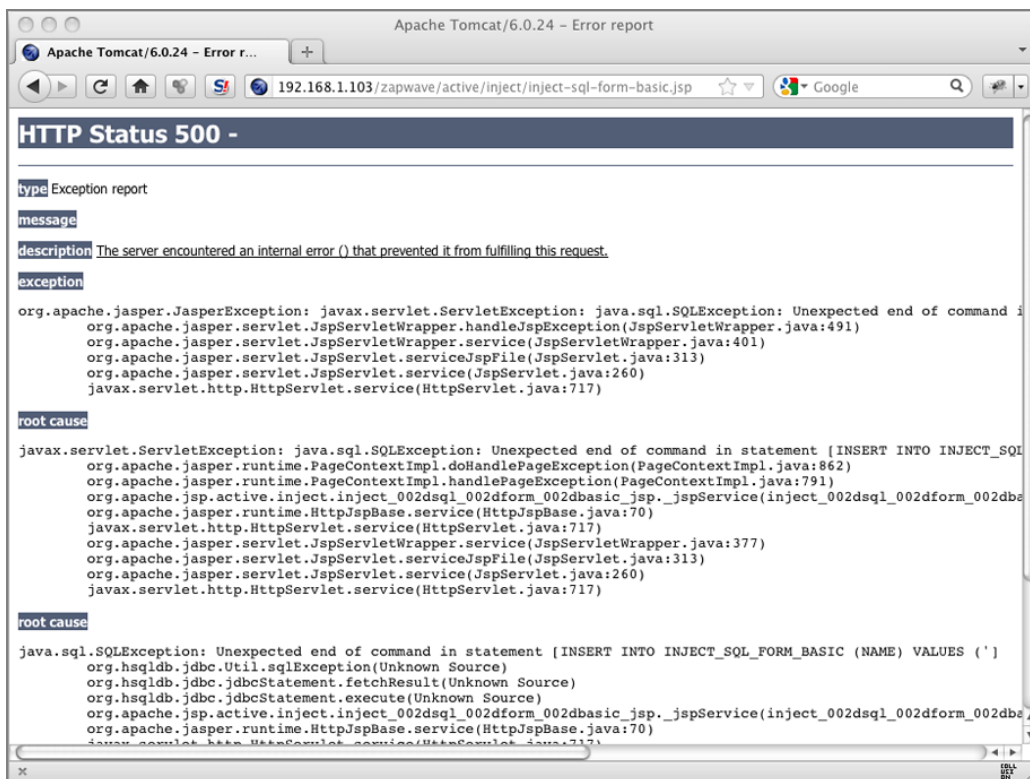 Apache Tomcat/6.0.24 – Error report
Apache Tomcat/6.0.24 – Error r...
192.168.1.103/zapwave/active/inject/inject-sql-form-basic.jsp
Google
HTTP Status 500 -
type Exception report
message
description The server encountered an internal error () that prevented it from fulfilling this request.
exception
org.apache.jasper.JasperException: javax.servlet.ServletException: java.sql.SQLException: Unexpected end of command i
org.apache.jasper.servlet.JspServletWrapper.handleJspException(JspServletWrapper.java:491)
org.apache.jasper.servlet.JspServletWrapper.service(JspServletWrapper.java:401)
org.apache.jasper.servlet.JspServlet.serviceJspFile(JspServlet.java:313)
org.apache.jasper.servlet.JspServlet.service(JspServlet.java:260)
javax.servlet.http.HttpServlet.service(HttpServlet.java:717)
root cause
javax.servlet.ServletException: java.sql.SQLException: Unexpected end of command in statement [INSERT INTO INJECT_SQL
org.apache.jasper.runtime.PageContextImpl.doHandlePageException(PageContextImpl.java:862)
org.apache.jasper.runtime.PageContextImpl.handlePageException(PageContextImpl.java:791)
org.apache.jsp.active.inject.inject_002dsql_002dform_002dbasic_jsp._jspService(inject_002dsql_002dform_002dba
org.apache.jasper.runtime.HttpJspBase.service(HttpJspBase.java:70)
javax.servlet.http.HttpServlet.service(HttpServlet.java:717)
org.apache.jasper.servlet.JspServletWrapper.service(JspServletWrapper.java:377)
org.apache.jasper.servlet.JspServlet.serviceJspFile(JspServlet.java:313)
org.apache.jasper.servlet.JspServlet.service(JspServlet.java:260)
javax.servlet.http.HttpServlet.service(HttpServlet.java:717)
root cause
java.sql.SQLException: Unexpected end of command in statement [INSERT INTO INJECT_SQL_FORM_BASIC (NAME) VALUES (']
org.hsqldb.jdbc.Util.sqlException(Unknown Source)
org.hsqldb.jdbc.jdbcStatement.fetchResult(Unknown Source)
org.hsqldb.jdbc.jdbcStatement.execute(Unknown Source)
org.apache.jsp.active.inject.inject_002dsql_002dform_002dbasic_jsp._jspService(inject_002dsql_002dform_002dba
org.apache.jasper.runtime.HttpJspBase.service(HttpJspBase.java:70)
javax.servlet.http.HttpServlet.service(HttpServlet.java:717)